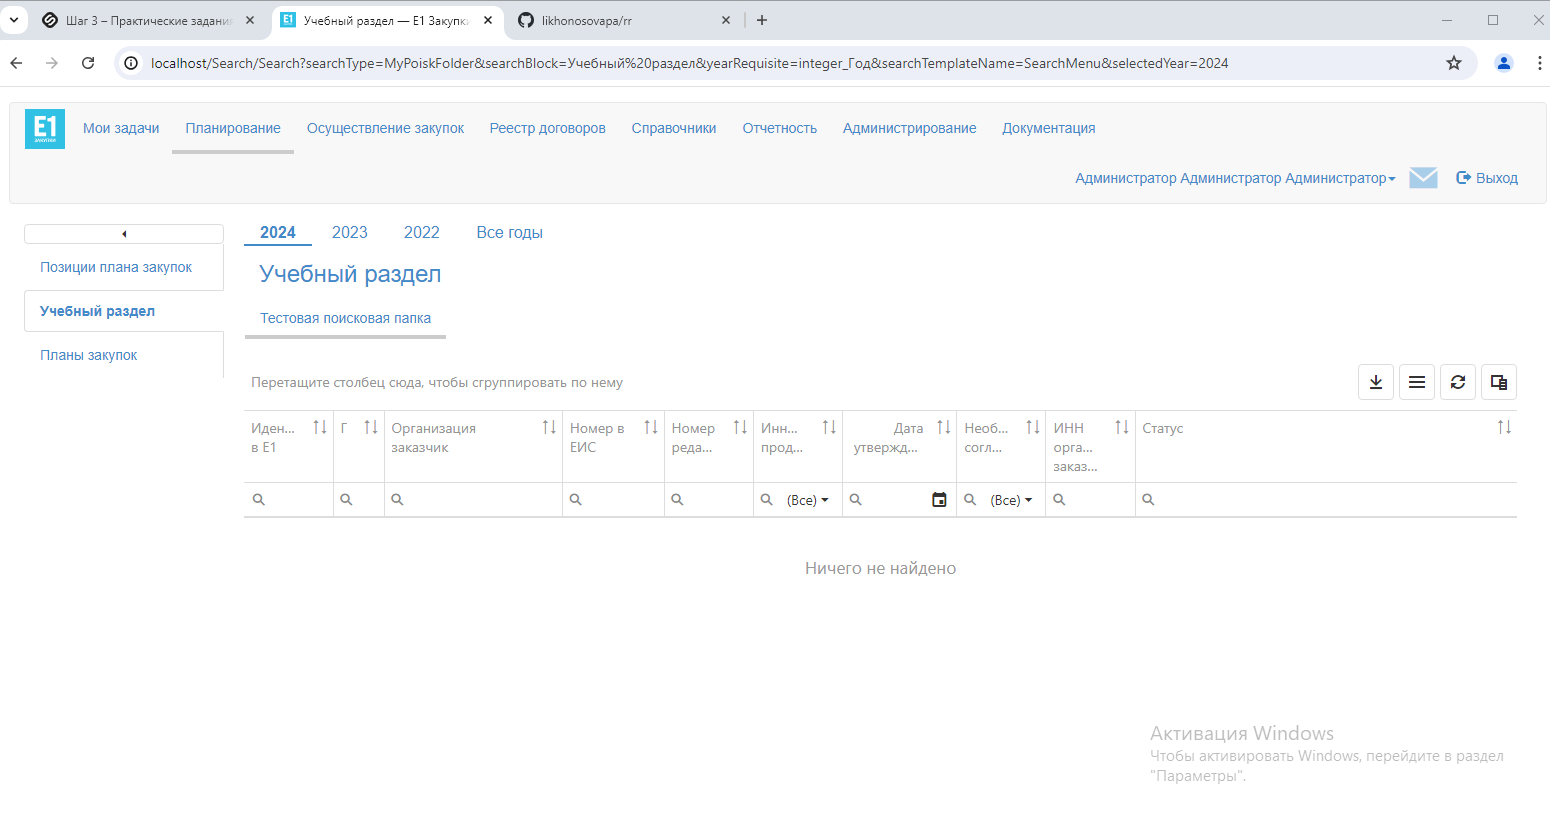 Шаг 3 – Практические задания
Учебный раздел — E1 Закупки
likhonosovapa/rr
localhost/Search/Search?searchType=MyPoiskFolder&searchBlock=Учебный%20раздел&yearRequisite=integer_Год&searchTemplateName=SearchMenu&selectedYear=2024
E1 ЗАКУПКИ
Мои задачи Планирование Осуществление закупок Реестр договоров Справочники Отчетность Администрирование Документация
Администратор Администратор Администратор Выход
2024 2023 2022 Все годы
Позиции плана закупок
Учебный раздел
Планы закупок
Учебный раздел
Тестовая поисковая папка
Перетащите столбец сюда, чтобы сгруппировать по нему
Иден... в E1
Г
Организация заказчик
Номер в ЕИС
Номер реда...
Инн... прод...
Дата утвержд...
Необ... согл...
ИНН орга... заказ...
Статус
(Все) (Все)
Ничего не найдено
Активация Windows
Чтобы активировать Windows, перейдите в раздел
"Параметры".